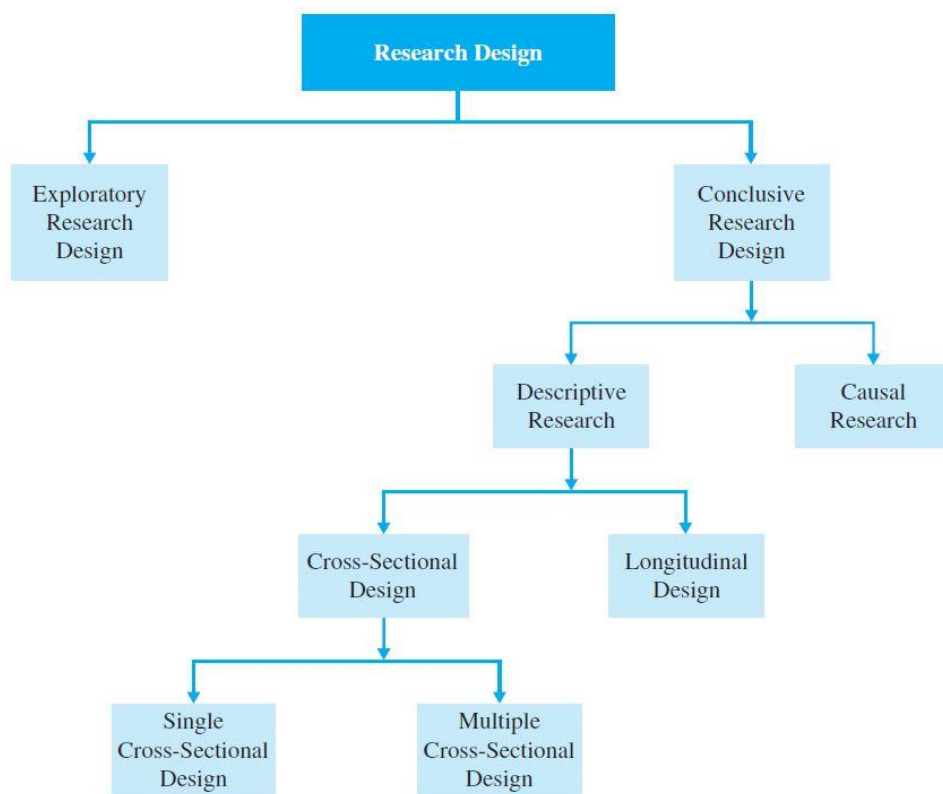 Research Design
Exploratory
Research
Design
Conclusive
Research
Design
Descriptive
Research
Causal
Research
Cross-Sectional
Design
Longitudinal
Design
Single
Cross-Sectional
Design
Multiple
Cross-Sectional
Design